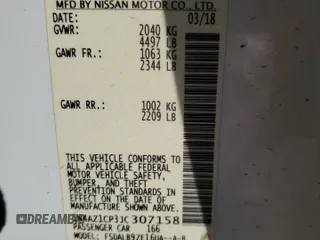 MFD BY NISSAN MOTOR CO., LTD.
DATE: 03/18
GVWR: 2040 KG
4497 LB
GAWR FR: 1063 KG
2344 LB
GAWR RR: 1002 KG
2209 LB
THIS VEHICLE CONFORMS TO
ALL APPLICABLE FEDERAL
MOTOR VEHICLE SAFETY,
BUMPER, AND THEFT
PREVENTION STANDARDS IN
EFFECT ON THE DATE OF
MANUFACTURE SHOWN ABOVE.
307158
PASSENGER CAR 166
MODEL: